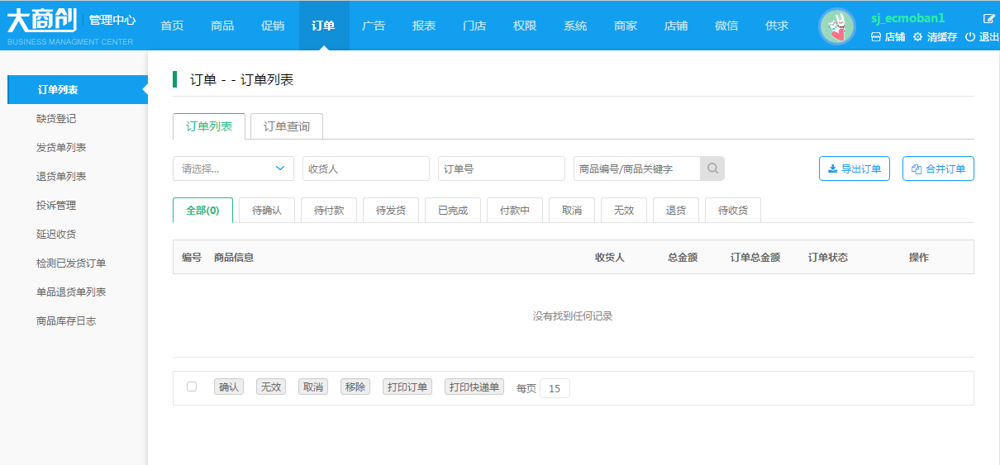 大商创 管理中心
BUSINESS MANAGMENT CENTER
首页 商品 促销 订单 广告 报表 门店 权限 系统 商家 店铺 微信 供求
sj_ecmoban1
店铺 清缓存 退出
订单列表
缺货登记
发货单列表
退货单列表
投诉管理
延迟收货
检测已发货订单
单品退货单列表
商品库存日志
订单 - - 订单列表
订单列表 订单查询
请选择... 收货人 订单号 商品编号/商品关键字 导出订单 合并订单
全部(0) 待确认 待付款 待发货 已完成 付款中 取消 无效 退货 待收货
编号 商品信息 收货人 总金额 订单总金额 订单状态 操作
没有找到任何记录
确认 无效 取消 移除 打印订单 打印快递单 每页 15